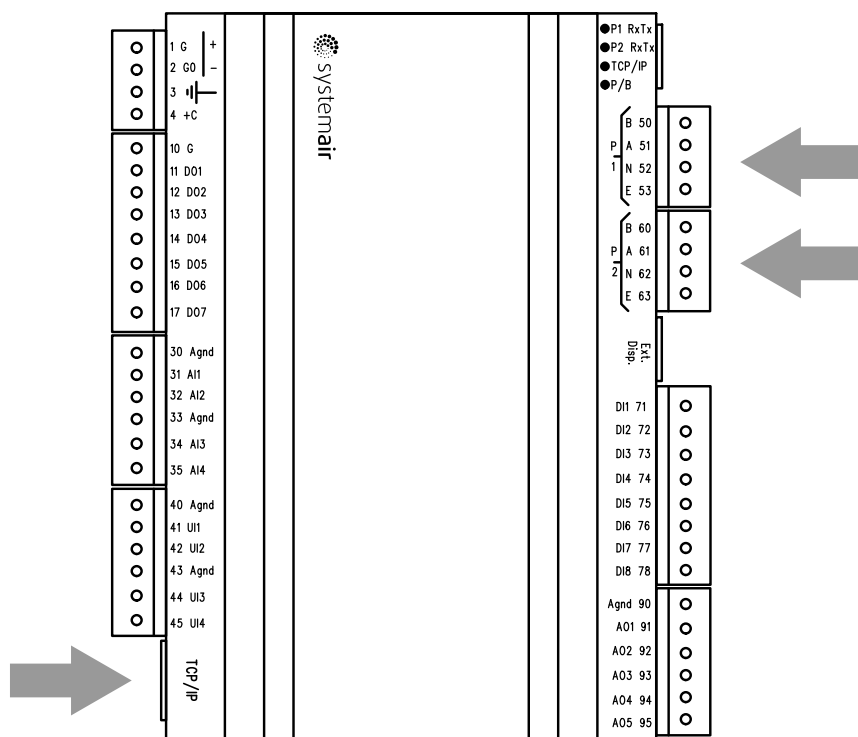 1 G +
2 G0 -
3
4 +C
10 G
11 DO1
12 DO2
13 DO3
14 DO4
15 DO5
16 DO6
17 DO7
30 Agnd
31 AI1
32 AI2
33 Agnd
34 AI3
35 AI4
40 Agnd
41 UI1
42 UI2
43 Agnd
44 UI3
45 UI4
TCP/IP
systemair
P1 RxTx
P2 RxTx
TCP/IP
P/B
P1
B 50
A 51
N 52
E 53
P2
B 60
A 61
N 62
E 63
Ext.
Disp.
DI1 71
DI2 72
DI3 73
DI4 74
DI5 75
DI6 76
DI7 77
DI8 78
Agnd 90
AO1 91
AO2 92
AO3 93
AO4 94
AO5 95